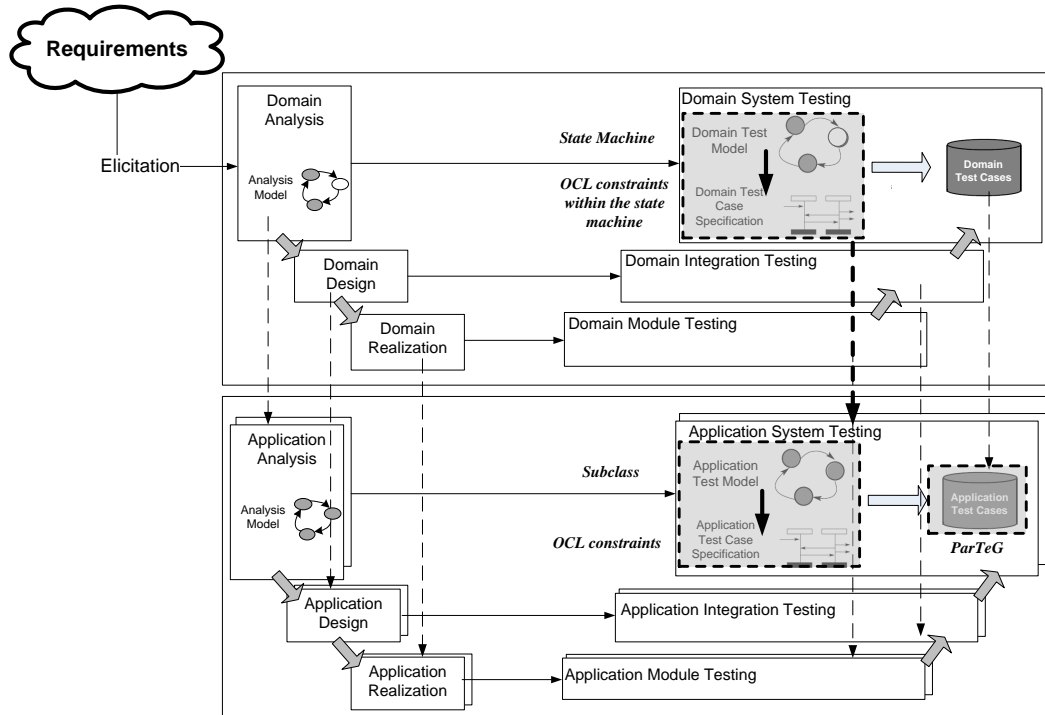 Requirements
Elicitation
Domain
Analysis
Analysis
Model
State Machine
OCL constraints
within the state
machine
Domain System Testing
Domain Test
Model
Domain Test
Case
Specification
Domain
Test Cases
Domain
Design
Domain Integration Testing
Domain
Realization
Domain Module Testing
Application
Analysis
Analysis
Model
Subclass
OCL constraints
Application System Testing
Application
Test Model
Application
Test Case
Specification
Application
Test Cases
ParTeG
Application
Design
Application Integration Testing
Application
Realization
Application Module Testing